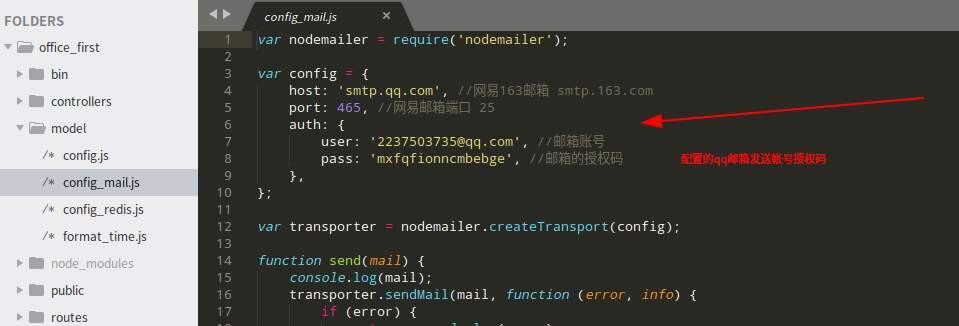 FOLDERS
office_first
bin
controllers
model
/* config.js
/* config_mail.js
/* config_redis.js
/* format_time.js
node_modules
public
routes
config_mail.js ×
1 var nodemailer = require('nodemailer');
2
3 var config = {
4 host: 'smtp.qq.com', //网易163邮箱 smtp.163.com
5 port: 465, //网易邮箱端口 25
6 auth: {
7 user: '2237503735@qq.com', //邮箱账号
8 pass: 'mxfqfionncmbebge', //邮箱的授权码
9 },
10 };
11
12 var transporter = nodemailer.createTransport(config);
13
14 function send(mail) {
15 console.log(mail);
16 transporter.sendMail(mail, function (error, info) {
17 if (error) {
配置的qq邮箱发送帐号授权码